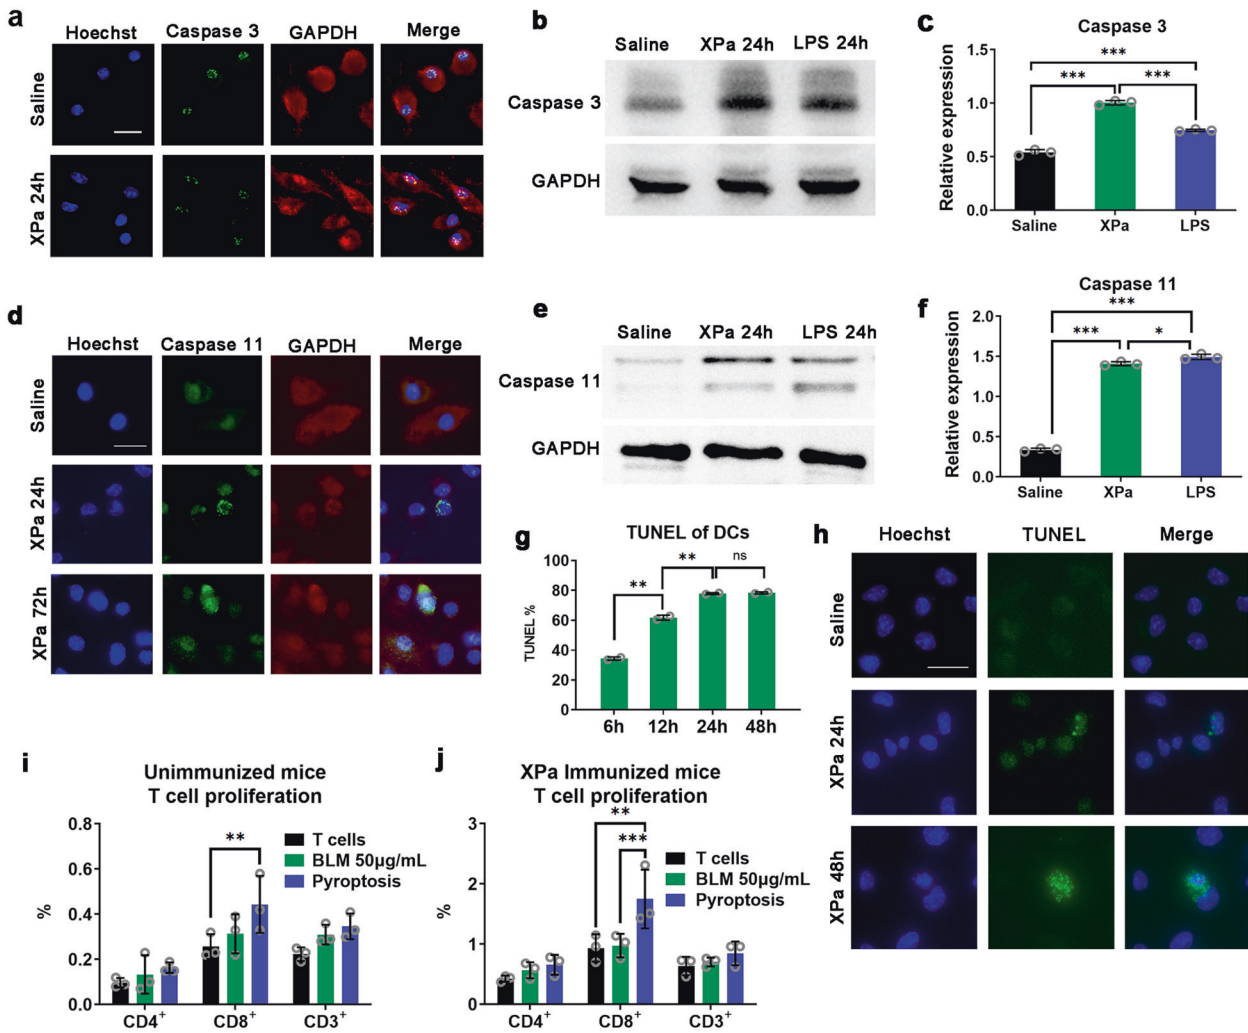 a
Hoechst Caspase 3 GAPDH Merge
Saline
XPa 24h
b
Saline XPa 24h LPS 24h
Caspase 3
GAPDH
c
Caspase 3
***
*** ***
Relative expression
1.5
1.0
0.5
0.0
Saline XPa LPS
d
Hoechst Caspase 11 GAPDH Merge
Saline
XPa 24h
XPa 72h
e
Saline XPa 24h LPS 24h
Caspase 11
GAPDH
f
Caspase 11
***
*** *
Relative expression
2.0
1.5
1.0
0.5
0.0
Saline XPa LPS
g
TUNEL of DCs
** ** ns
TUNEL %
100
80
60
40
20
0
6h 12h 24h 48h
h
Hoechst TUNEL Merge
Saline
XPa 24h
XPa 48h
i
Unimmunized mice
T cell proliferation
**
T cells
BLM 50μg/mL
Pyroptosis
%
0.8
0.6
0.4
0.2
0.0
CD4+ CD8+ CD3+
j
XPa Immunized mice
T cell proliferation
**
***
T cells
BLM 50μg/mL
Pyroptosis
%
3
2
1
0
CD4+ CD8+ CD3+